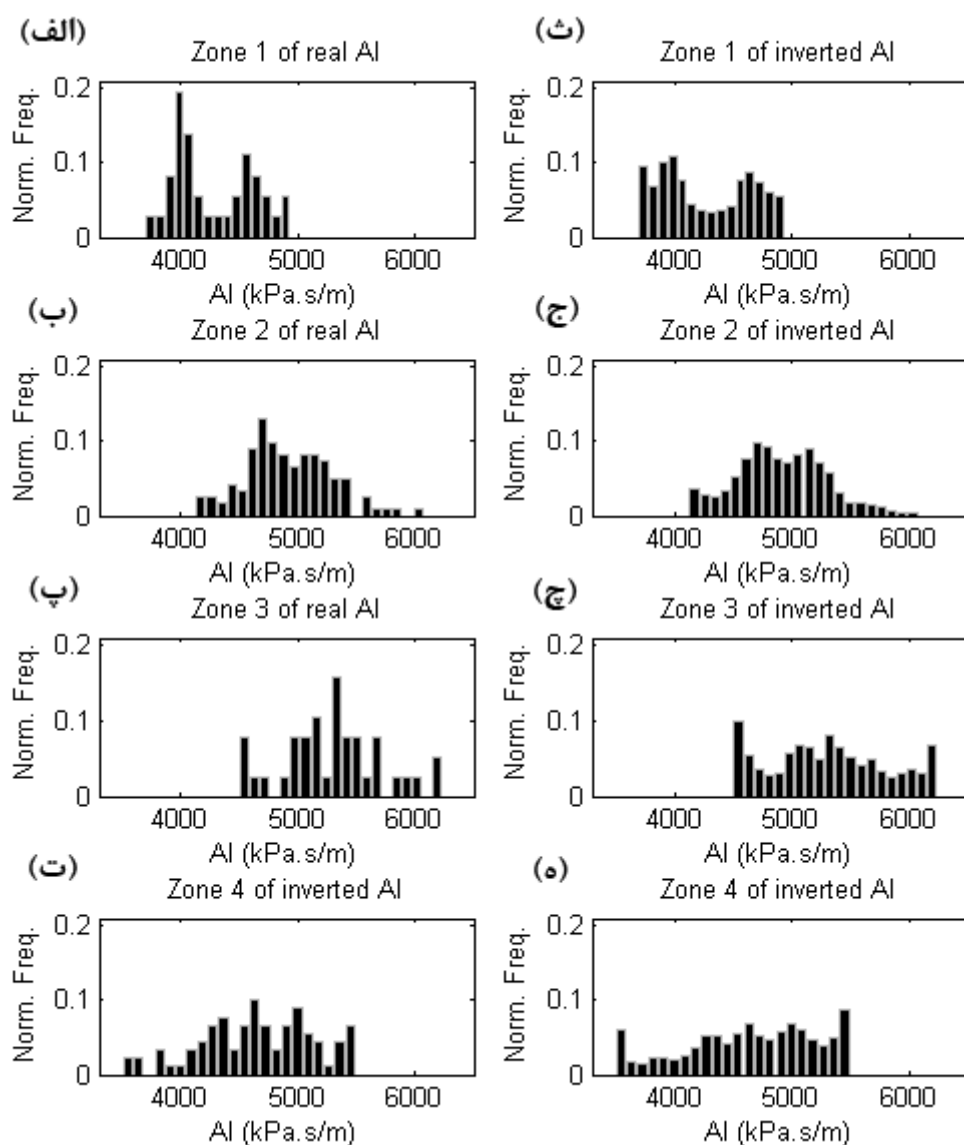 (الف)
Zone 1 of real AI
Norm. Freq.
0.2
0.1
0
4000 5000 6000
AI (kPa.s/m)
(ث)
Zone 1 of inverted AI
Norm. Freq.
0.2
0.1
0
4000 5000 6000
AI (kPa.s/m)
(ب)
Zone 2 of real AI
Norm. Freq.
0.2
0.1
0
4000 5000 6000
AI (kPa.s/m)
(ج)
Zone 2 of inverted AI
Norm. Freq.
0.2
0.1
0
4000 5000 6000
AI (kPa.s/m)
(پ)
Zone 3 of real AI
Norm. Freq.
0.2
0.1
0
4000 5000 6000
AI (kPa.s/m)
(چ)
Zone 3 of inverted AI
Norm. Freq.
0.2
0.1
0
4000 5000 6000
AI (kPa.s/m)
(ت)
Zone 4 of inverted AI
Norm. Freq.
0.2
0.1
0
4000 5000 6000
AI (kPa.s/m)
(ه)
Zone 4 of inverted AI
Norm. Freq.
0.2
0.1
0
4000 5000 6000
AI (kPa.s/m)